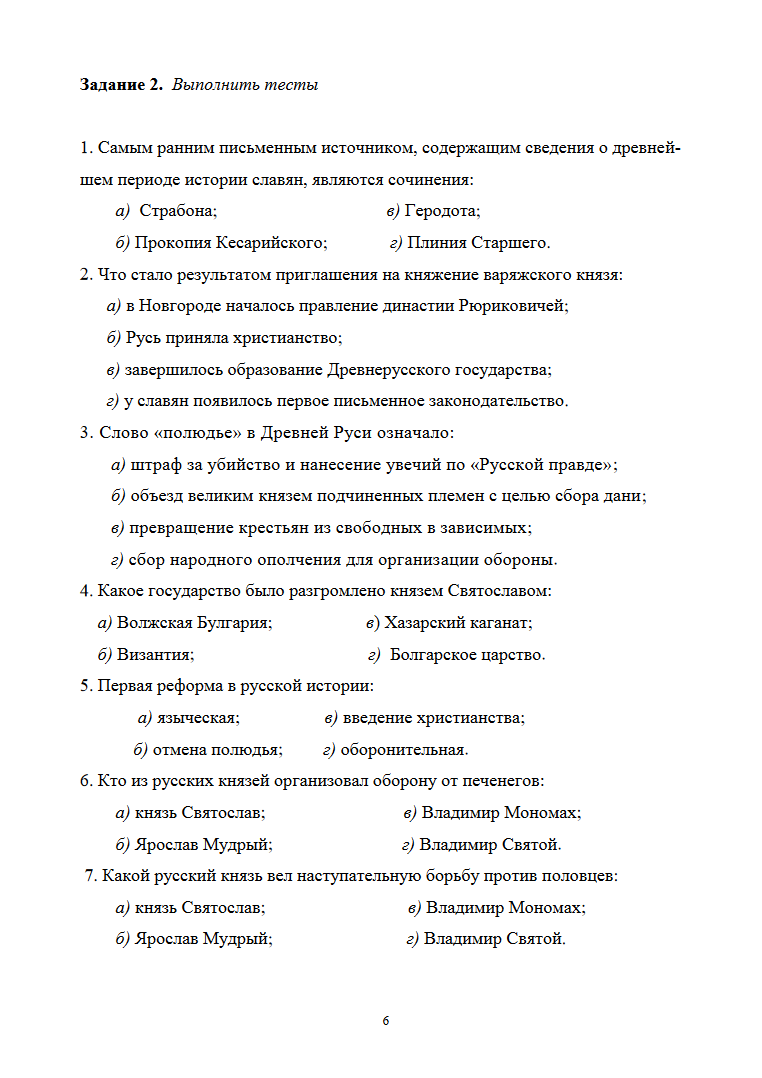 Задание 2. Выполнить тесты
1. Самым ранним письменным источником, содержащим сведения о древней-
шем периоде истории славян, являются сочинения:
а) Страбона; в) Геродота;
б) Прокопия Кесарийского; г) Плиния Старшего.
2. Что стало результатом приглашения на княжение варяжского князя:
а) в Новгороде началось правление династии Рюриковичей;
б) Русь приняла христианство;
в) завершилось образование Древнерусского государства;
г) у славян появилось первое письменное законодательство.
3. Слово «полюдье» в Древней Руси означало:
а) штраф за убийство и нанесение увечий по «Русской правде»;
б) объезд великим князем подчиненных племен с целью сбора дани;
в) превращение крестьян из свободных в зависимых;
г) сбор народного ополчения для организации обороны.
4. Какое государство было разгромлено князем Святославом:
а) Волжская Булгария; в) Хазарский каганат;
б) Византия; г) Болгарское царство.
5. Первая реформа в русской истории:
а) языческая; в) введение христианства;
б) отмена полюдья; г) оборонительная.
6. Кто из русских князей организовал оборону от печенегов:
а) князь Святослав; в) Владимир Мономах;
б) Ярослав Мудрый; г) Владимир Святой.
7. Какой русский князь вел наступательную борьбу против половцев:
а) князь Святослав; в) Владимир Мономах;
б) Ярослав Мудрый; г) Владимир Святой.
6